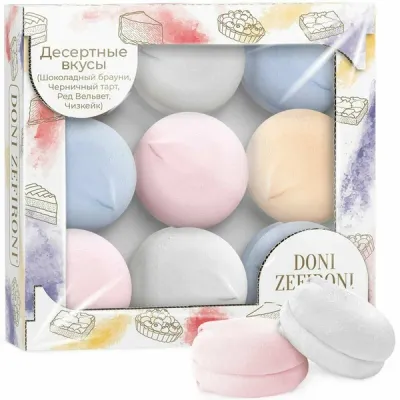 Десертные
вкусы
(Шоколадный брауни,
Черничный тарт,
Ред Вельвет,
Чизкейк)
DONI ZEFIRONI
DONI
ZEFIRONI